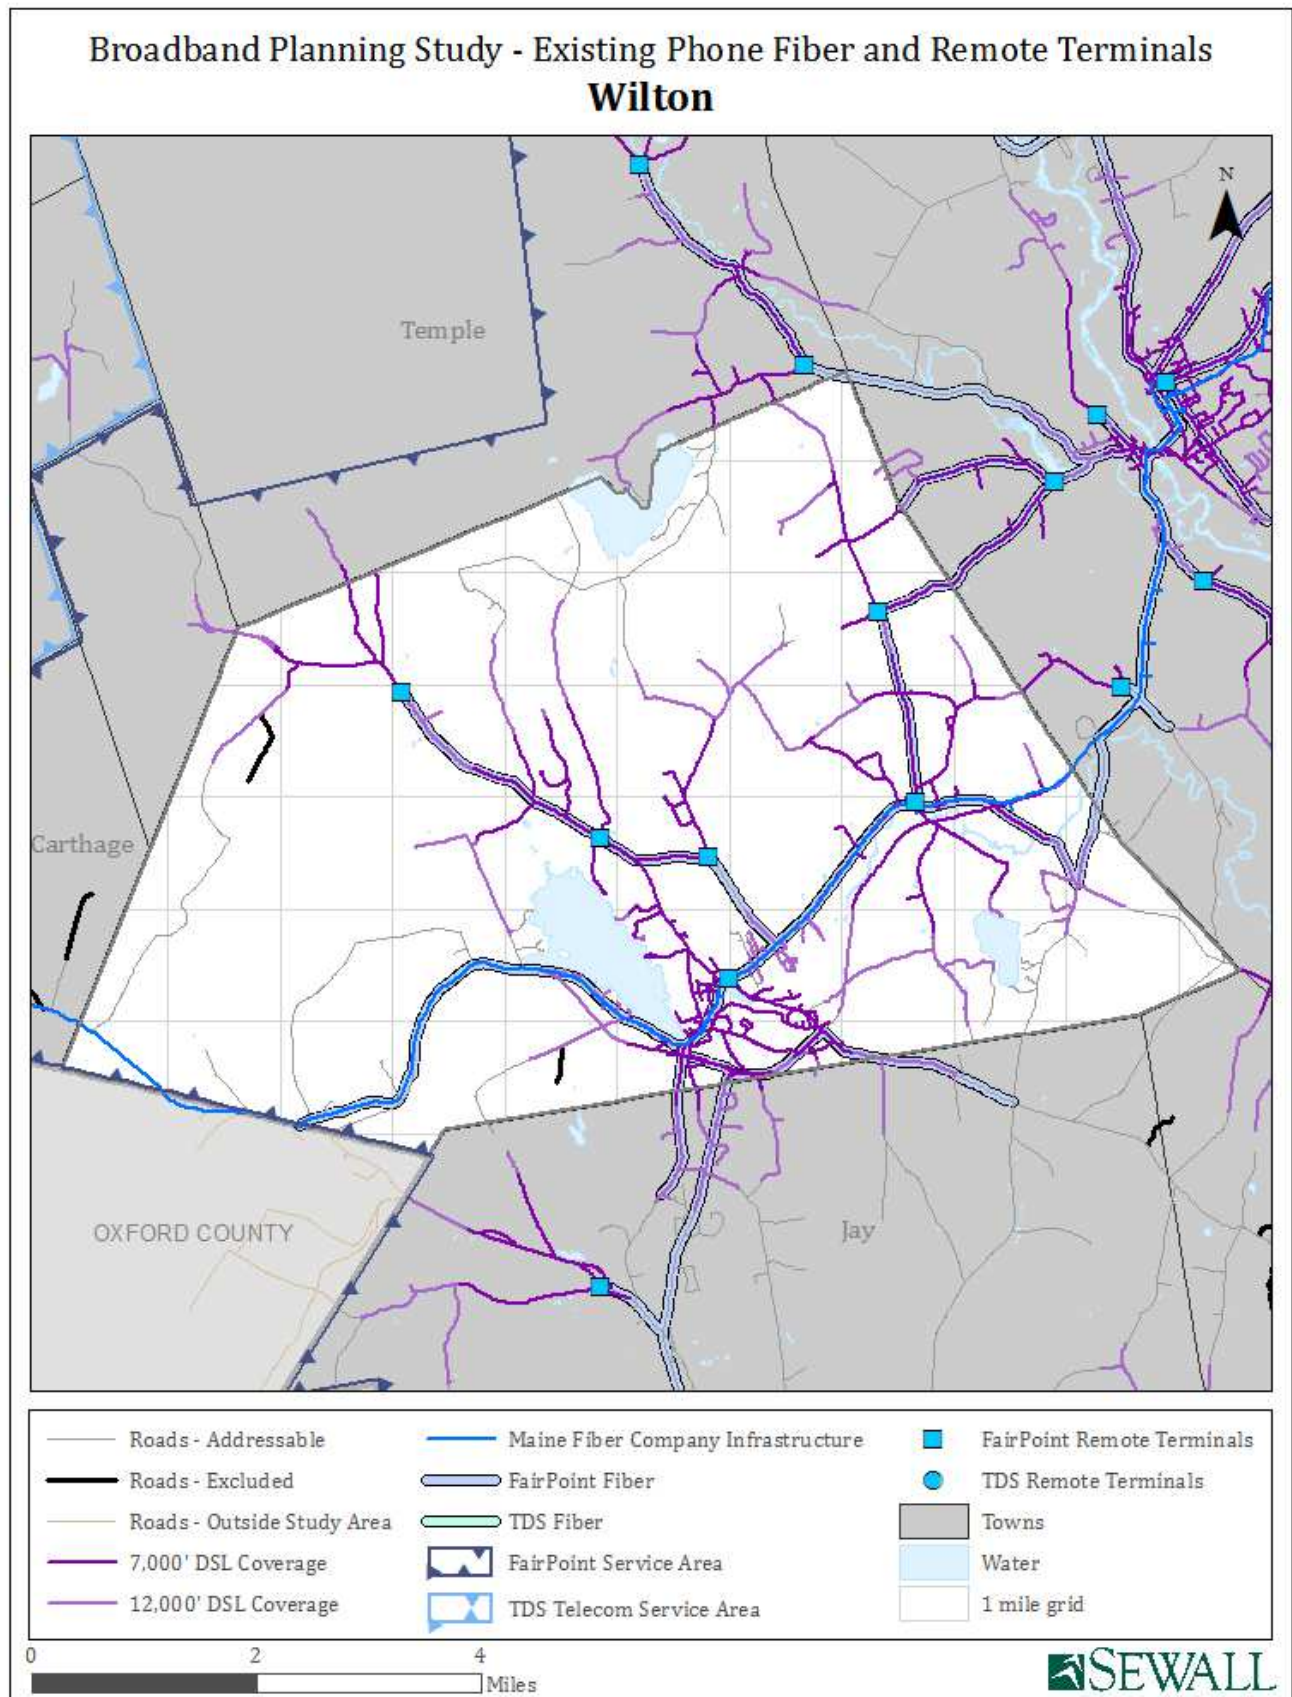 Broadband Planning Study - Existing Phone Fiber and Remote Terminals
Wilton
N
Temple
Carthage
OXFORD COUNTY
Jay
Roads - Addressable
Roads - Excluded
Roads - Outside Study Area
7,000' DSL Coverage
12,000' DSL Coverage
Maine Fiber Company Infrastructure
FairPoint Fiber
TDS Fiber
FairPoint Service Area
TDS Telecom Service Area
FairPoint Remote Terminals
TDS Remote Terminals
Towns
Water
1 mile grid
0 2 4
Miles
SEWALL